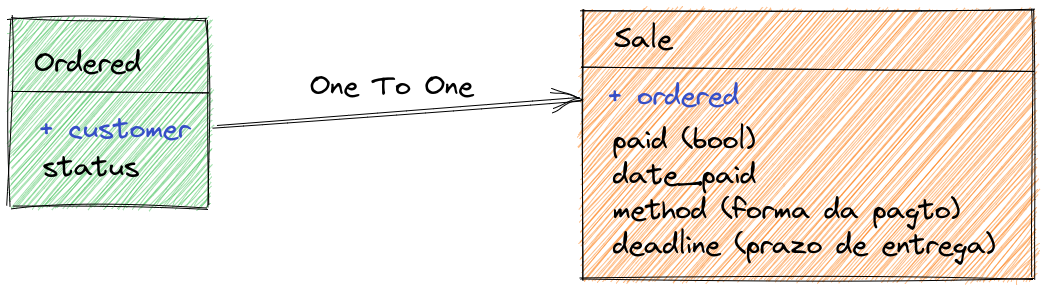 Ordered
+ customer
status
One To One
Sale
+ ordered
paid (bool)
date_paid
method (forma da pagto)
deadline (prazo de entrega)